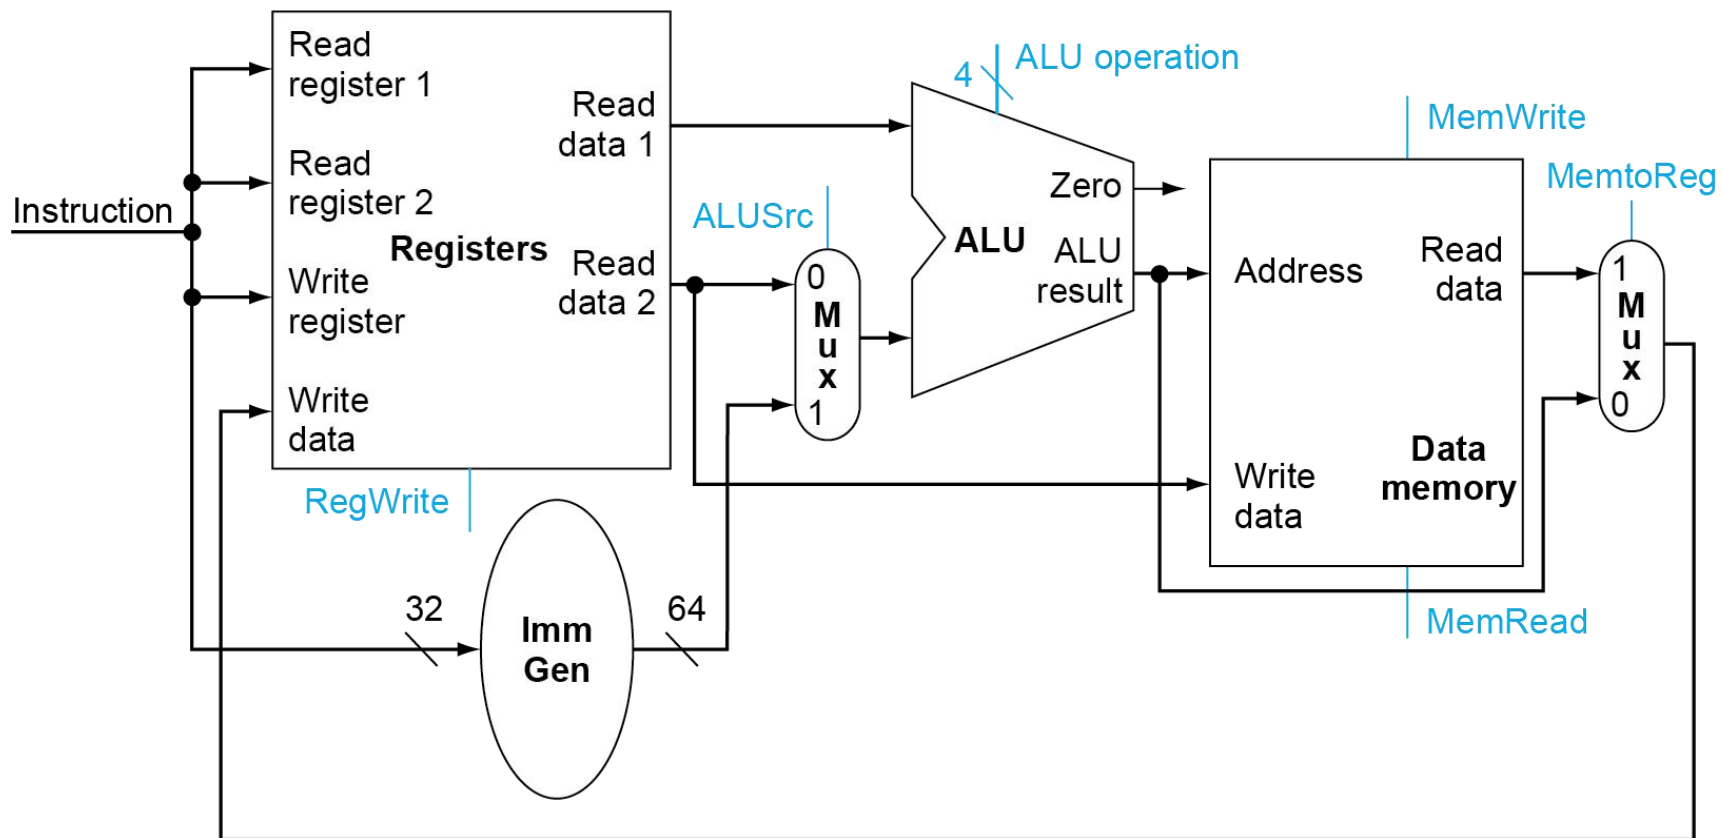 Instruction
Read
register 1
Read
register 2
Write
register
Write
data
Registers
Read
data 1
Read
data 2
RegWrite
32
Imm
Gen
64
ALUSrc
0
M
u
x
1
4
ALU operation
ALU
Zero
ALU
result
MemWrite
Address
Read
data
Write
data
Data
memory
MemRead
MemtoReg
1
M
u
x
0